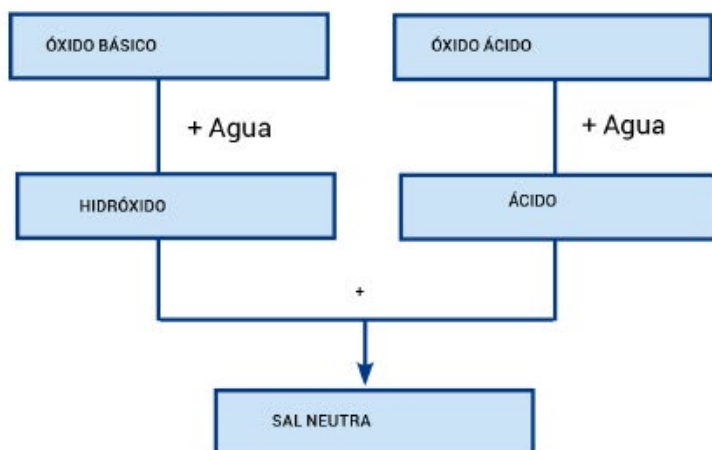 ÓXIDO BÁSICO
ÓXIDO ÁCIDO
+ Agua
+ Agua
HIDRÓXIDO
ÁCIDO
+
SAL NEUTRA